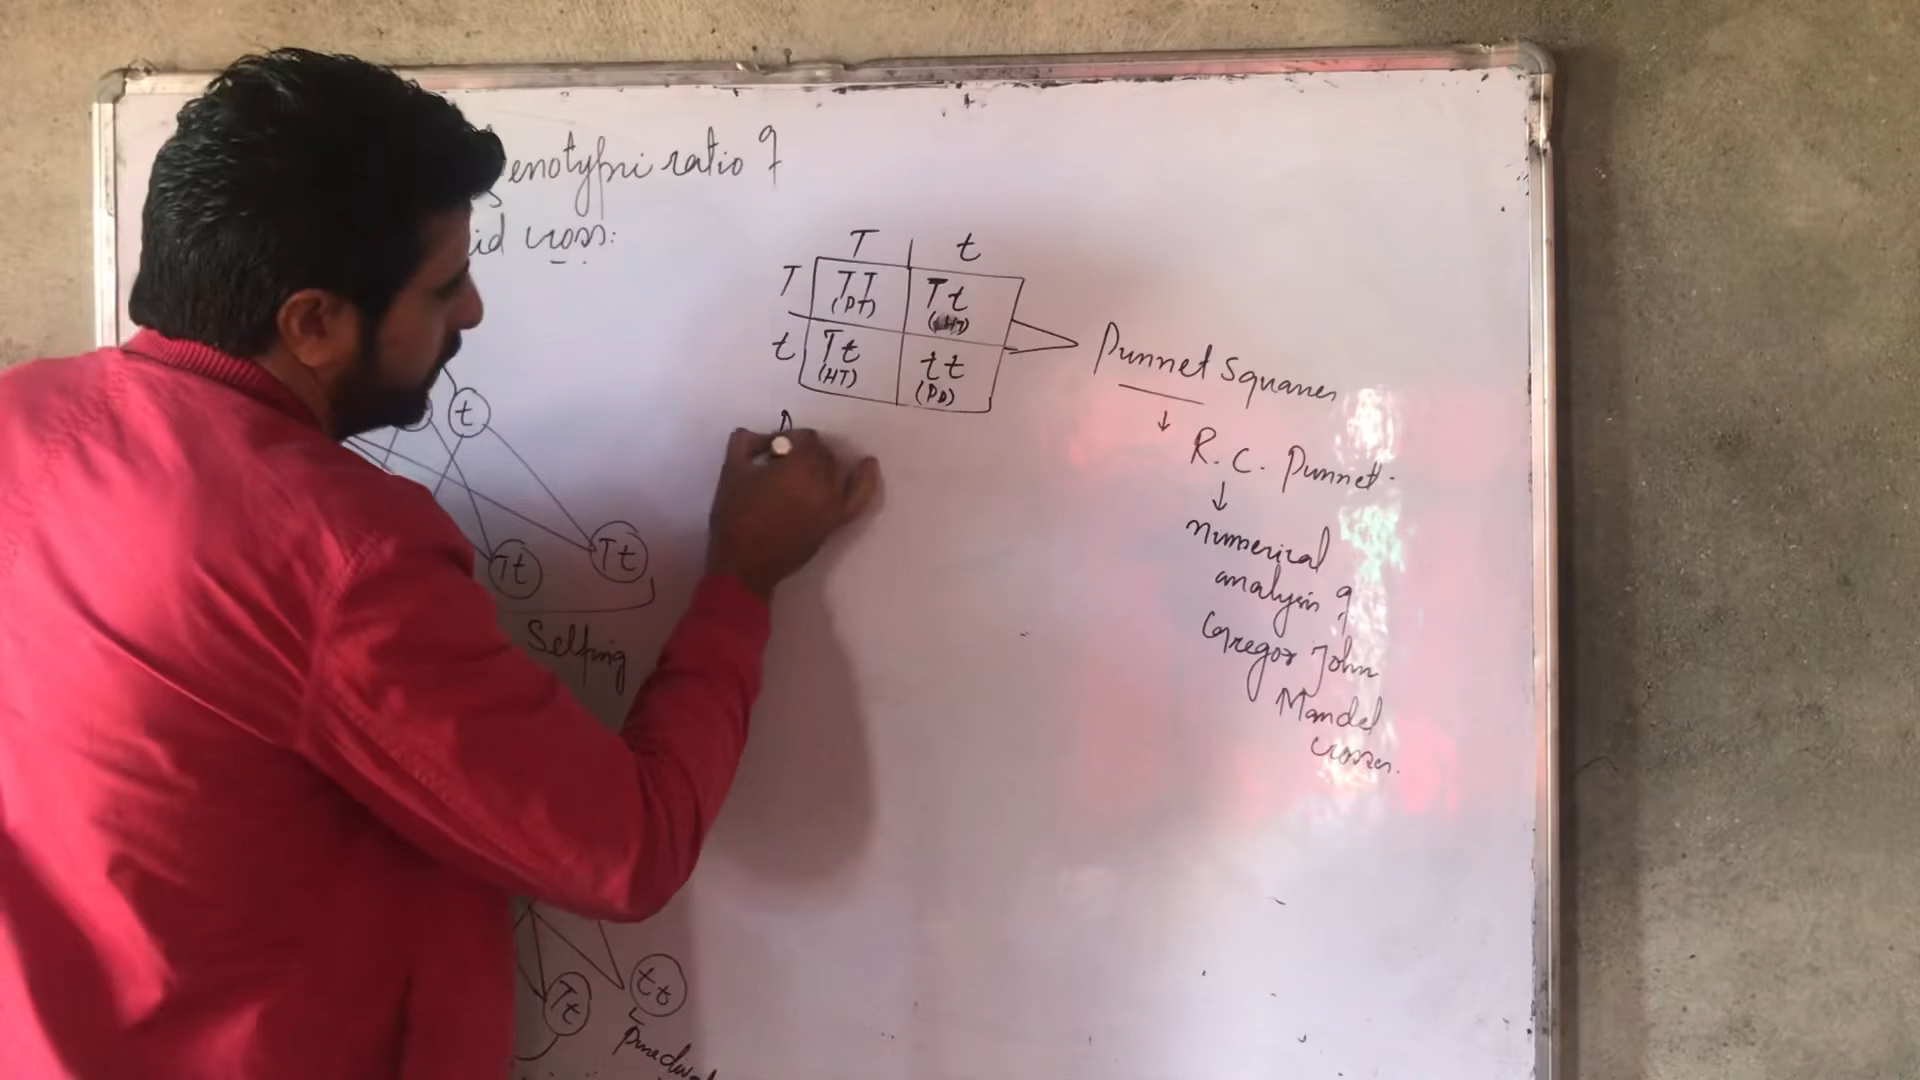 enotypic ratio of
id cross:
T t
T TT Tt
(PT) (HT)
t Tt tt
(HT) (PD)
Punnet Squares
R. C. Punnet.
Numerical
analysis of
Gregor John
Mandel
crosses.
t
Tt Tt
Selfing
Tt tt